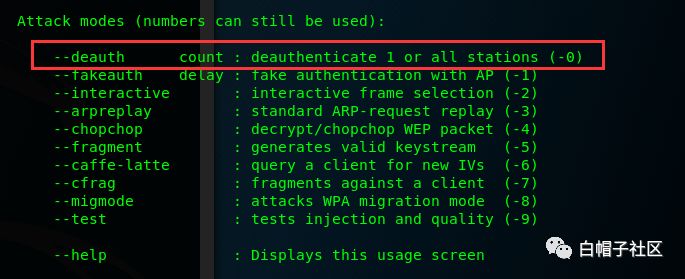 Attack modes (numbers can still be used):
--deauth count : deauthenticate 1 or all stations (-0)
--fakeauth delay : fake authentication with AP (-1)
--interactive : interactive frame selection (-2)
--arpreplay : standard ARP-request replay (-3)
--chopchop : decrypt/chopchop WEP packet (-4)
--fragment : generates valid keystream (-5)
--caffe-latte : query a client for new IVs (-6)
--cfrag : fragments against a client (-7)
--migmode : attacks WPA migration mode (-8)
--test : tests injection and quality (-9)
--help : Displays this usage screen
白帽子社区